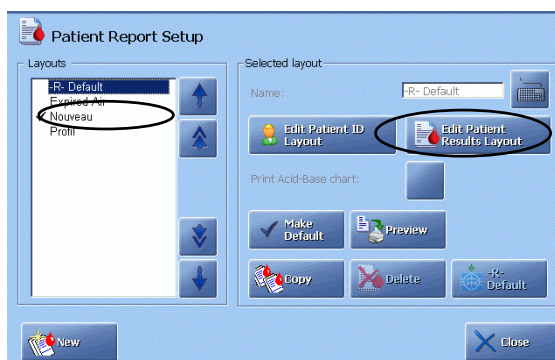 Patient Report Setup
Layouts
-R- Default
Expired Air
Nouveau
Profil
Selected layout
Name:
-R- Default
Edit Patient ID
Layout
Edit Patient
Results Layout
Print Acid-Base chart:
Make
Default
Preview
Copy
Delete
-R-
Default
New
Close